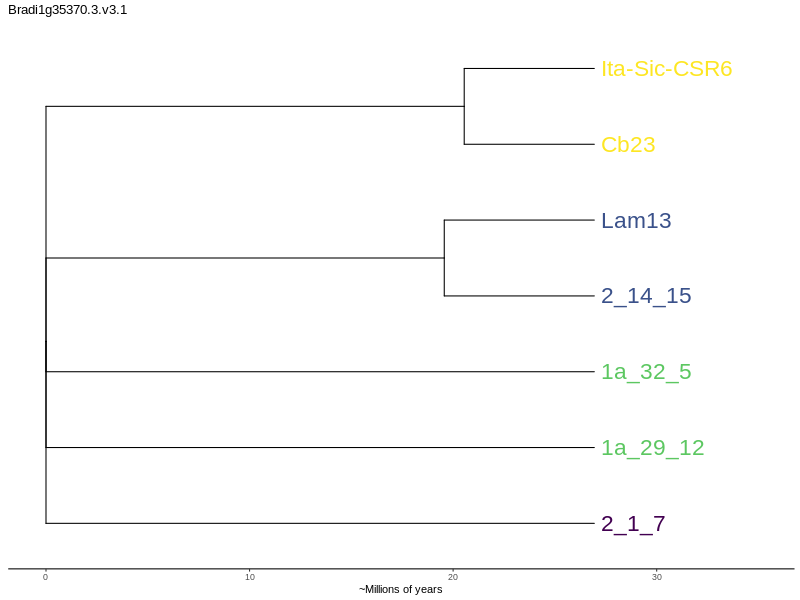 Bradi1g35370.3.v3.1
Ita-Sic-CSR6
Cb23
Lam13
2_14_15
1a_32_5
1a_29_12
2_1_7
0 10 20 30
~Millions of years